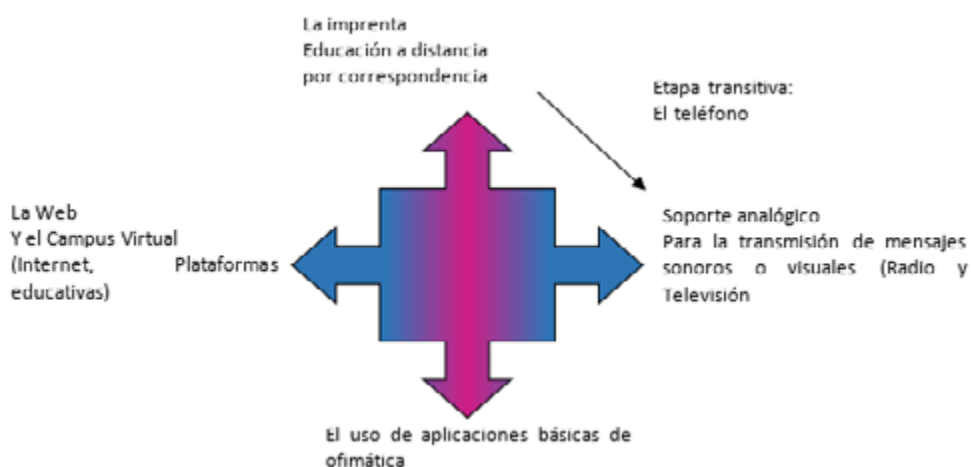 La imprenta
Educación a distancia
por correspondencia
Etapa transitiva:
El teléfono
La Web
Y el Campus Virtual
(Internet, Plataformas
educativas)
Soporte analógico
Para la transmisión de mensajes
sonoros o visuales (Radio y
Televisión
El uso de aplicaciones básicas de
ofimática